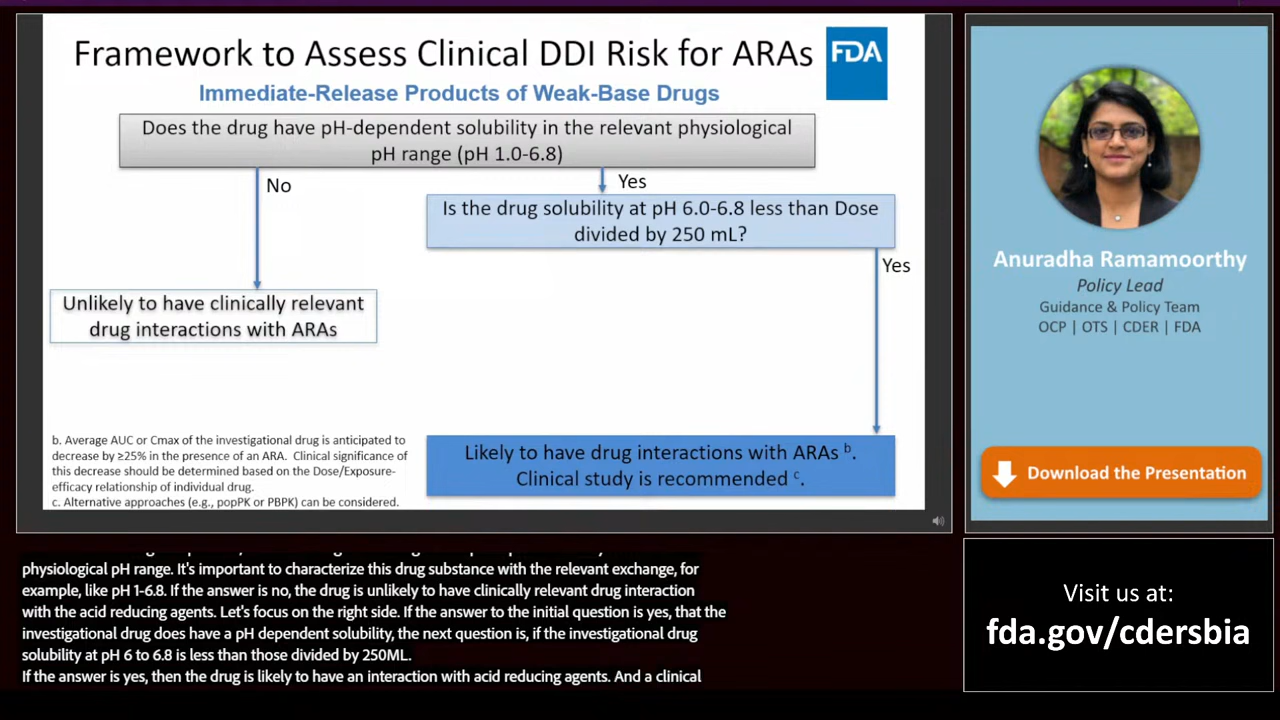 Framework to Assess Clinical DDI Risk for ARAs
FDA
Immediate-Release Products of Weak-Base Drugs
Does the drug have pH-dependent solubility in the relevant physiological
pH range (pH 1.0-6.8)
No
Yes
Is the drug solubility at pH 6.0-6.8 less than Dose
divided by 250 mL?
Yes
Unlikely to have clinically relevant
drug interactions with ARAs
b. Average AUC or Cmax of the investigational drug is anticipated to
decrease by ≥25% in the presence of an ARA. Clinical significance of
this decrease should be determined based on the Dose/Exposure-
efficacy relationship of individual drug.
c. Alternative approaches (e.g., popPK or PBPK) can be considered.
Likely to have drug interactions with ARAs b.
Clinical study is recommended c.
Anuradha Ramamoorthy
Policy Lead
Guidance & Policy Team
OCP | OTS | CDER | FDA
Download the Presentation
physiological pH range. It's important to characterize this drug substance with the relevant exchange, for
example, like pH 1-6.8. If the answer is no, the drug is unlikely to have clinically relevant drug interaction
with the acid reducing agents. Let's focus on the right side. If the answer to the initial question is yes, that the
investigational drug does have a pH dependent solubility, the next question is, if the investigational drug
solubility at pH 6 to 6.8 is less than those divided by 250ML.
If the answer is yes, then the drug is likely to have an interaction with acid reducing agents. And a clinical
Visit us at:
fda.gov/cdersbia